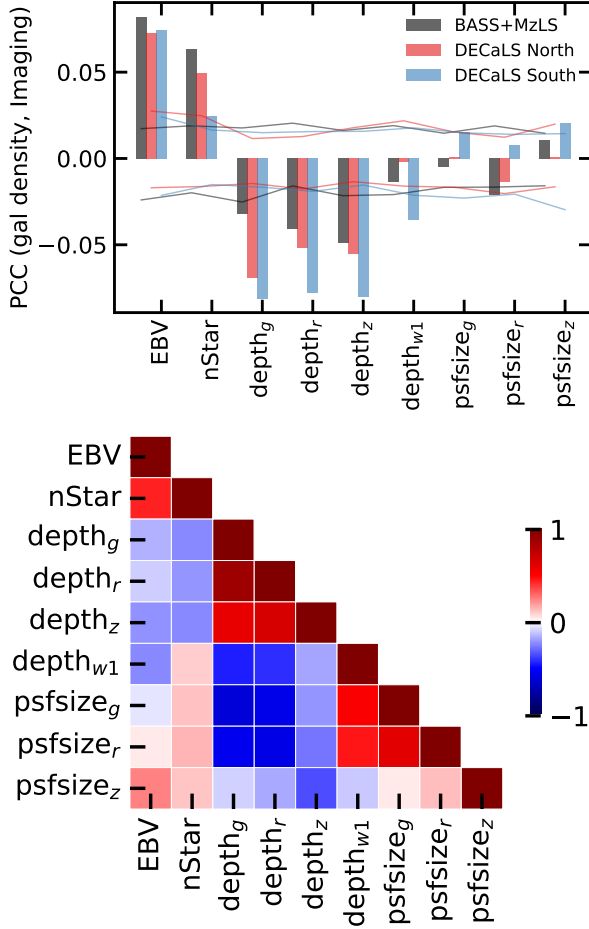 PCC (gal density, Imaging)
0.05
0.00
−0.05
BASS+MzLS
DECaLS North
DECaLS South
EBV
nStar
depth_g
depth_r
depth_z
depth_w1
psfsize_g
psfsize_r
psfsize_z
EBV
nStar
depth_g
depth_r
depth_z
depth_w1
psfsize_g
psfsize_r
psfsize_z
1
0
−1
EBV
nStar
depth_g
depth_r
depth_z
depth_w1
psfsize_g
psfsize_r
psfsize_z